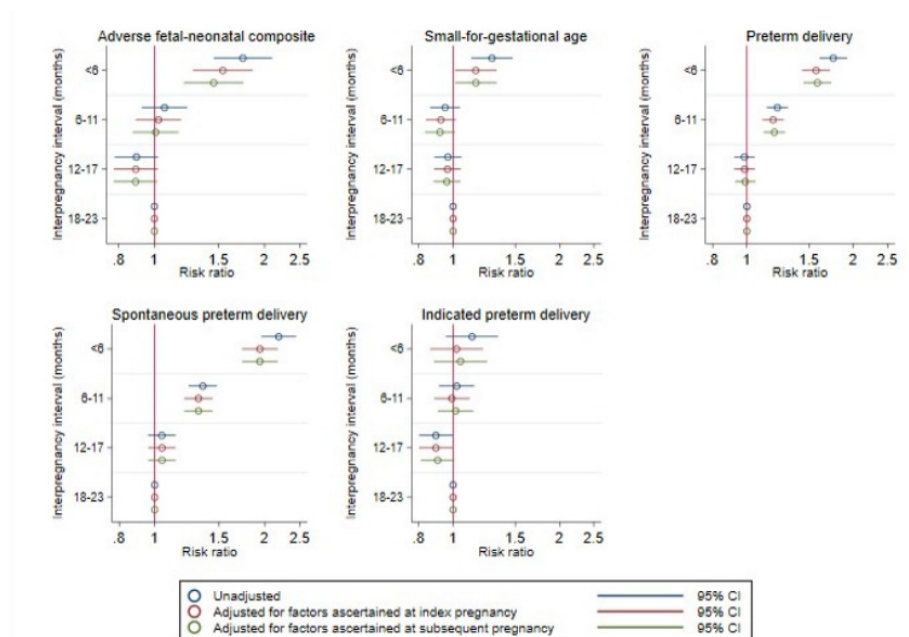 Adverse fetal-neonatal composite
Interpregnancy interval (months)
<6
6-11
12-17
18-23
.8 1 1.5 2 2.5
Risk ratio
Small-for-gestational age
Interpregnancy interval (months)
<6
6-11
12-17
18-23
.8 1 1.5 2 2.5
Risk ratio
Preterm delivery
Interpregnancy interval (months)
<6
6-11
12-17
18-23
.8 1 1.5 2 2.5
Risk ratio
Spontaneous preterm delivery
Interpregnancy interval (months)
<6
6-11
12-17
18-23
.8 1 1.5 2 2.5
Risk ratio
Indicated preterm delivery
Interpregnancy interval (months)
<6
6-11
12-17
18-23
.8 1 1.5 2 2.5
Risk ratio
Unadjusted 95% CI
Adjusted for factors ascertained at index pregnancy 95% CI
Adjusted for factors ascertained at subsequent pregnancy 95% CI